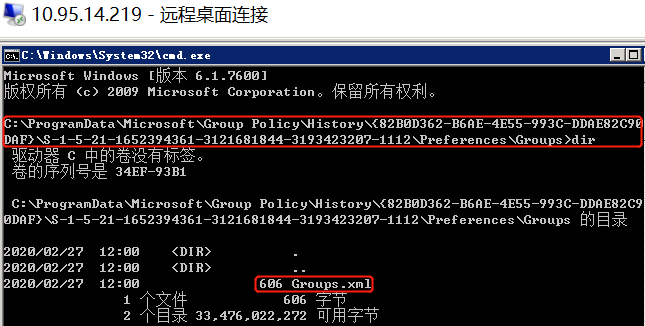 10.95.14.219 - 远程桌面连接
C:\Windows\System32\cmd.exe
Microsoft Windows [版本 6.1.7600]
版权所有 (c) 2009 Microsoft Corporation。保留所有权利。
C:\ProgramData\Microsoft\Group Policy\History\{82B0D362-B6AE-4E55-993C-DDAE82C90
DAF}\S-1-5-21-1652394361-3121681844-3193423207-1112\Preferences\Groups>dir
驱动器 C 中的卷没有标签。
卷的序列号是 34EF-93B1
C:\ProgramData\Microsoft\Group Policy\History\{82B0D362-B6AE-4E55-993C-DDAE82C9
0DAF}\S-1-5-21-1652394361-3121681844-3193423207-1112\Preferences\Groups 的目录
2020/02/27 12:00 <DIR> .
2020/02/27 12:00 <DIR> ..
2020/02/27 12:00 606 Groups.xml
1 个文件 606 字节
2 个目录 33,476,022,272 可用字节